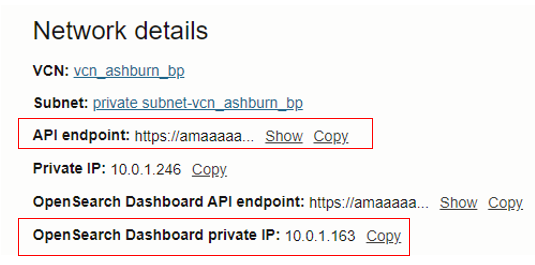 Network details
VCN: vcn_ashburn_bp
Subnet: private subnet-vcn_ashburn_bp
API endpoint: https://amaaaaa... Show Copy
Private IP: 10.0.1.246 Copy
OpenSearch Dashboard API endpoint: https://amaaaaa... Show Copy
OpenSearch Dashboard private IP: 10.0.1.163 Copy